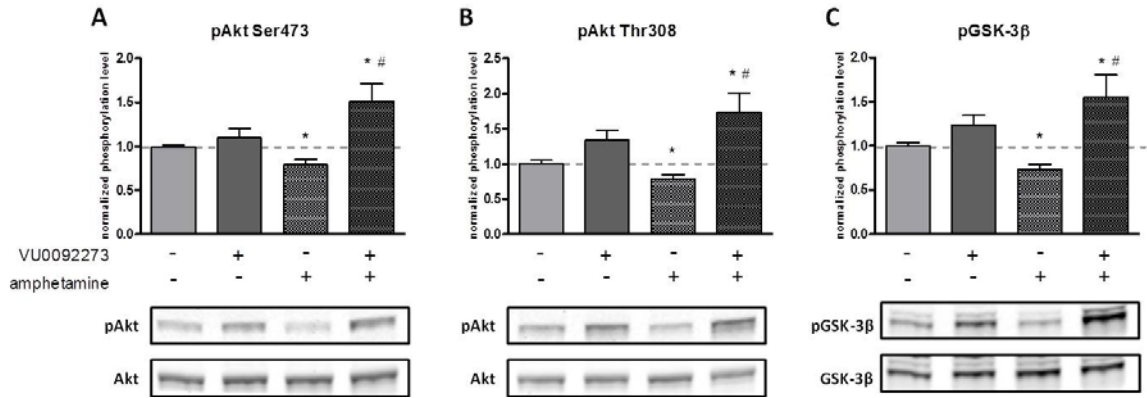 A
pAkt Ser473
normalized phosphorylation level
2.0
1.5
1.0
0.5
0.0
*
* #
B
pAkt Thr308
normalized phosphorylation level
2.5
2.0
1.5
1.0
0.5
0.0
*
* #
C
pGSK-3β
normalized phosphorylation level
2.0
1.5
1.0
0.5
0.0
*
* #
VU0092273 - + - + - + - + - + - +
amphetamine - - + + - - + + - - + +
pAkt
Akt
pAkt
Akt
pGSK-3β
GSK-3β